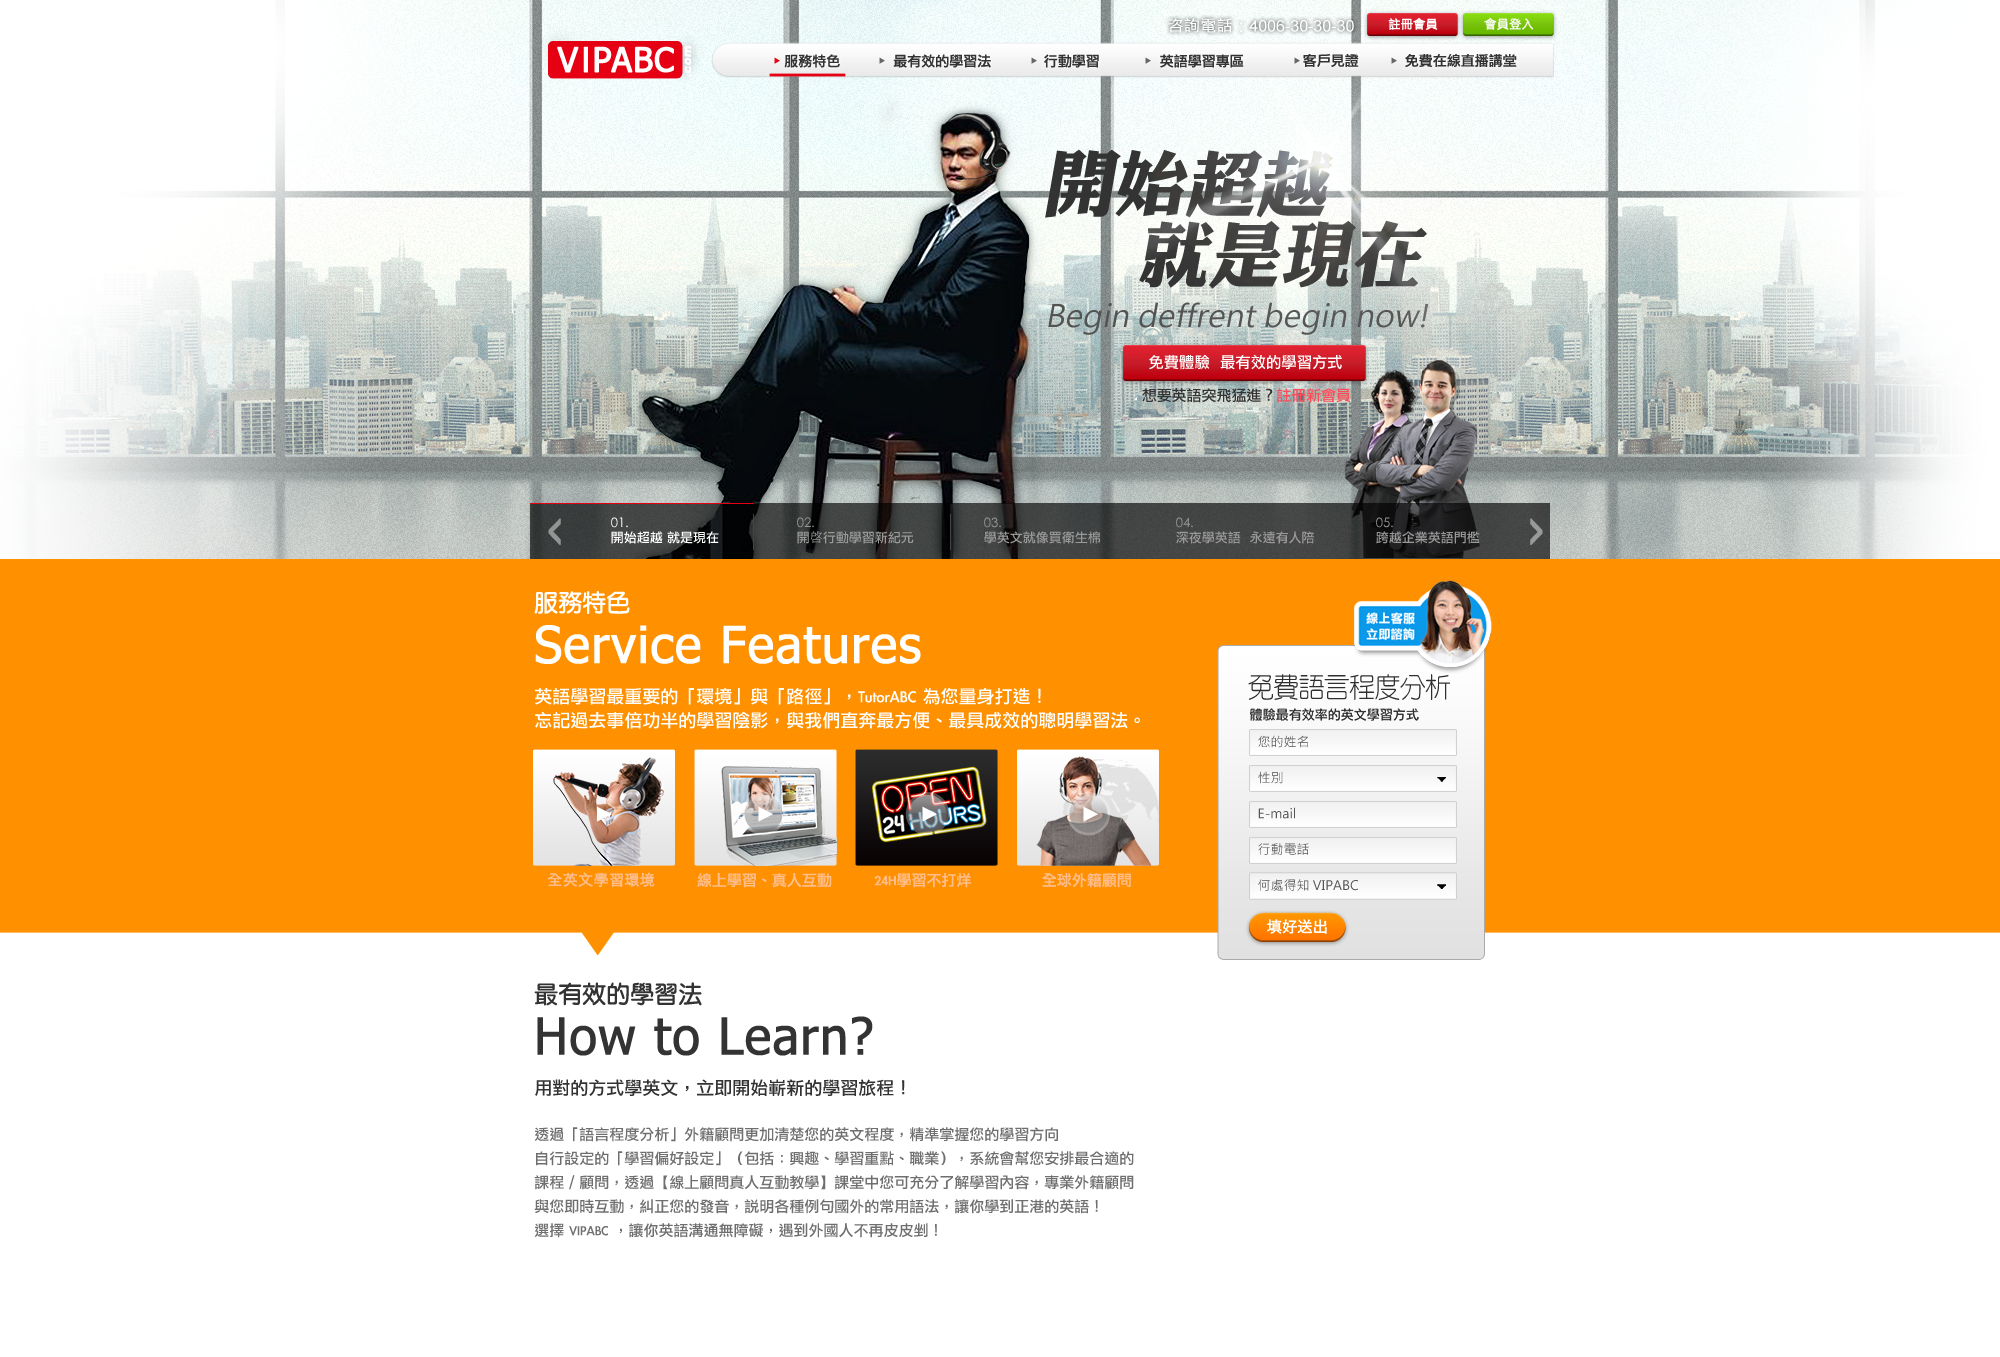 咨詢電話：4006-30-30-30
註冊會員
會員登入
VIPABC.com
服務特色
最有效的學習法
行動學習
英語學習專區
客戶見證
免費在線直播講堂
開始超越
就是現在
Begin deffrent begin now!
免費體驗 最有效的學習方式
想要英語突飛猛進？註冊新會員
01.
開始超越 就是現在
02.
開啓行動學習新紀元
03.
學英文就像買衛生棉
04.
深夜學英語 永遠有人陪
05.
跨越企業英語門檻
服務特色
Service Features
英語學習最重要的「環境」與「路徑」，TutorABC 為您量身打造！
忘記過去事倍功半的學習陰影，與我們直奔最方便、最具成效的聰明學習法。
OPEN
24 HOURS
全英文學習環境
線上學習、真人互動
24H學習不打烊
全球外籍顧問
線上客服
立即諮詢
免費語言程度分析
體驗最有效率的英文學習方式
您的姓名
性別
E-mail
行動電話
何處得知 VIPABC
填好送出
最有效的學習法
How to Learn?
用對的方式學英文，立即開始嶄新的學習旅程！
透過「語言程度分析」外籍顧問更加清楚您的英文程度，精準掌握您的學習方向
自行設定的「學習偏好設定」（包括：興趣、學習重點、職業），系統會幫您安排最合適的
課程 / 顧問，透過【線上顧問真人互動教學】課堂中您可充分了解學習內容，專業外籍顧問
與您即時互動，糾正您的發音，説明各種例句國外的常用語法，讓你學到正港的英語！
選擇 VIPABC ，讓你英語溝通無障礙，遇到外國人不再皮皮剉！